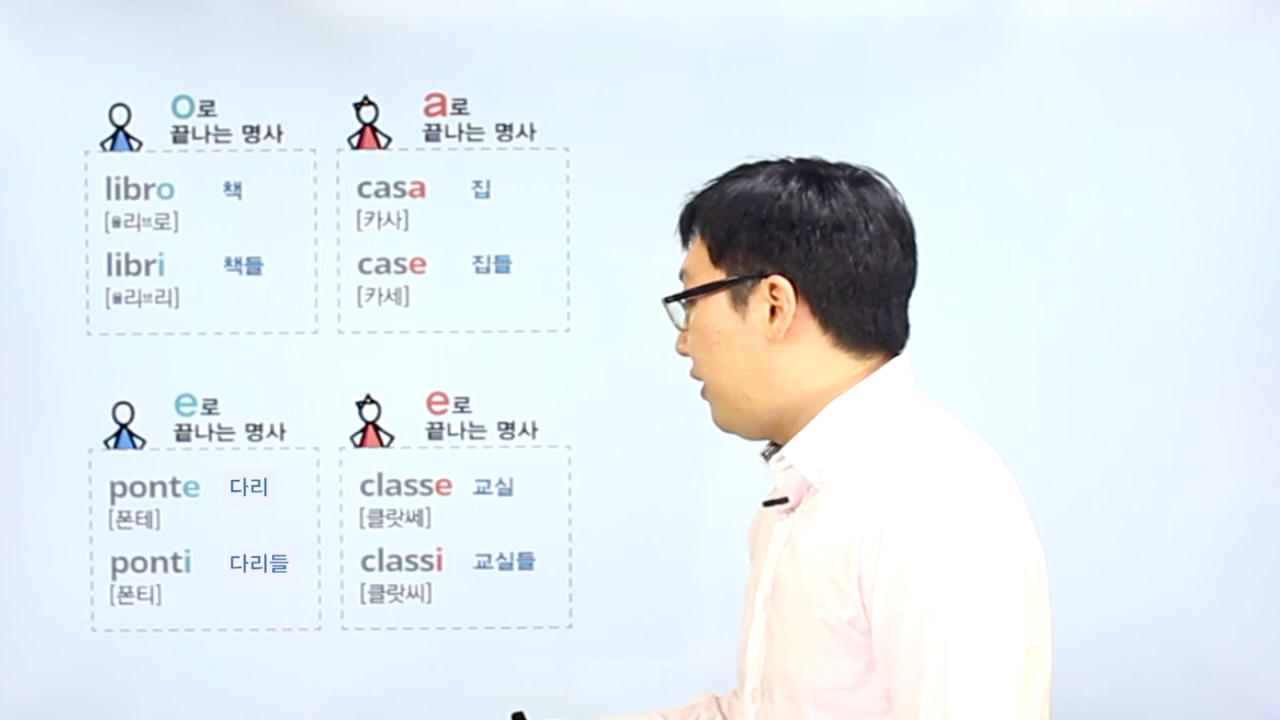 o로
끝나는 명사
libro 책
[을리브로]
libri 책들
[을리브리]
a로
끝나는 명사
casa 집
[카사]
case 집들
[카세]
e로
끝나는 명사
ponte 다리
[폰테]
ponti 다리들
[폰티]
e로
끝나는 명사
classe 교실
[클랏쎄]
classi 교실들
[클랏씨]